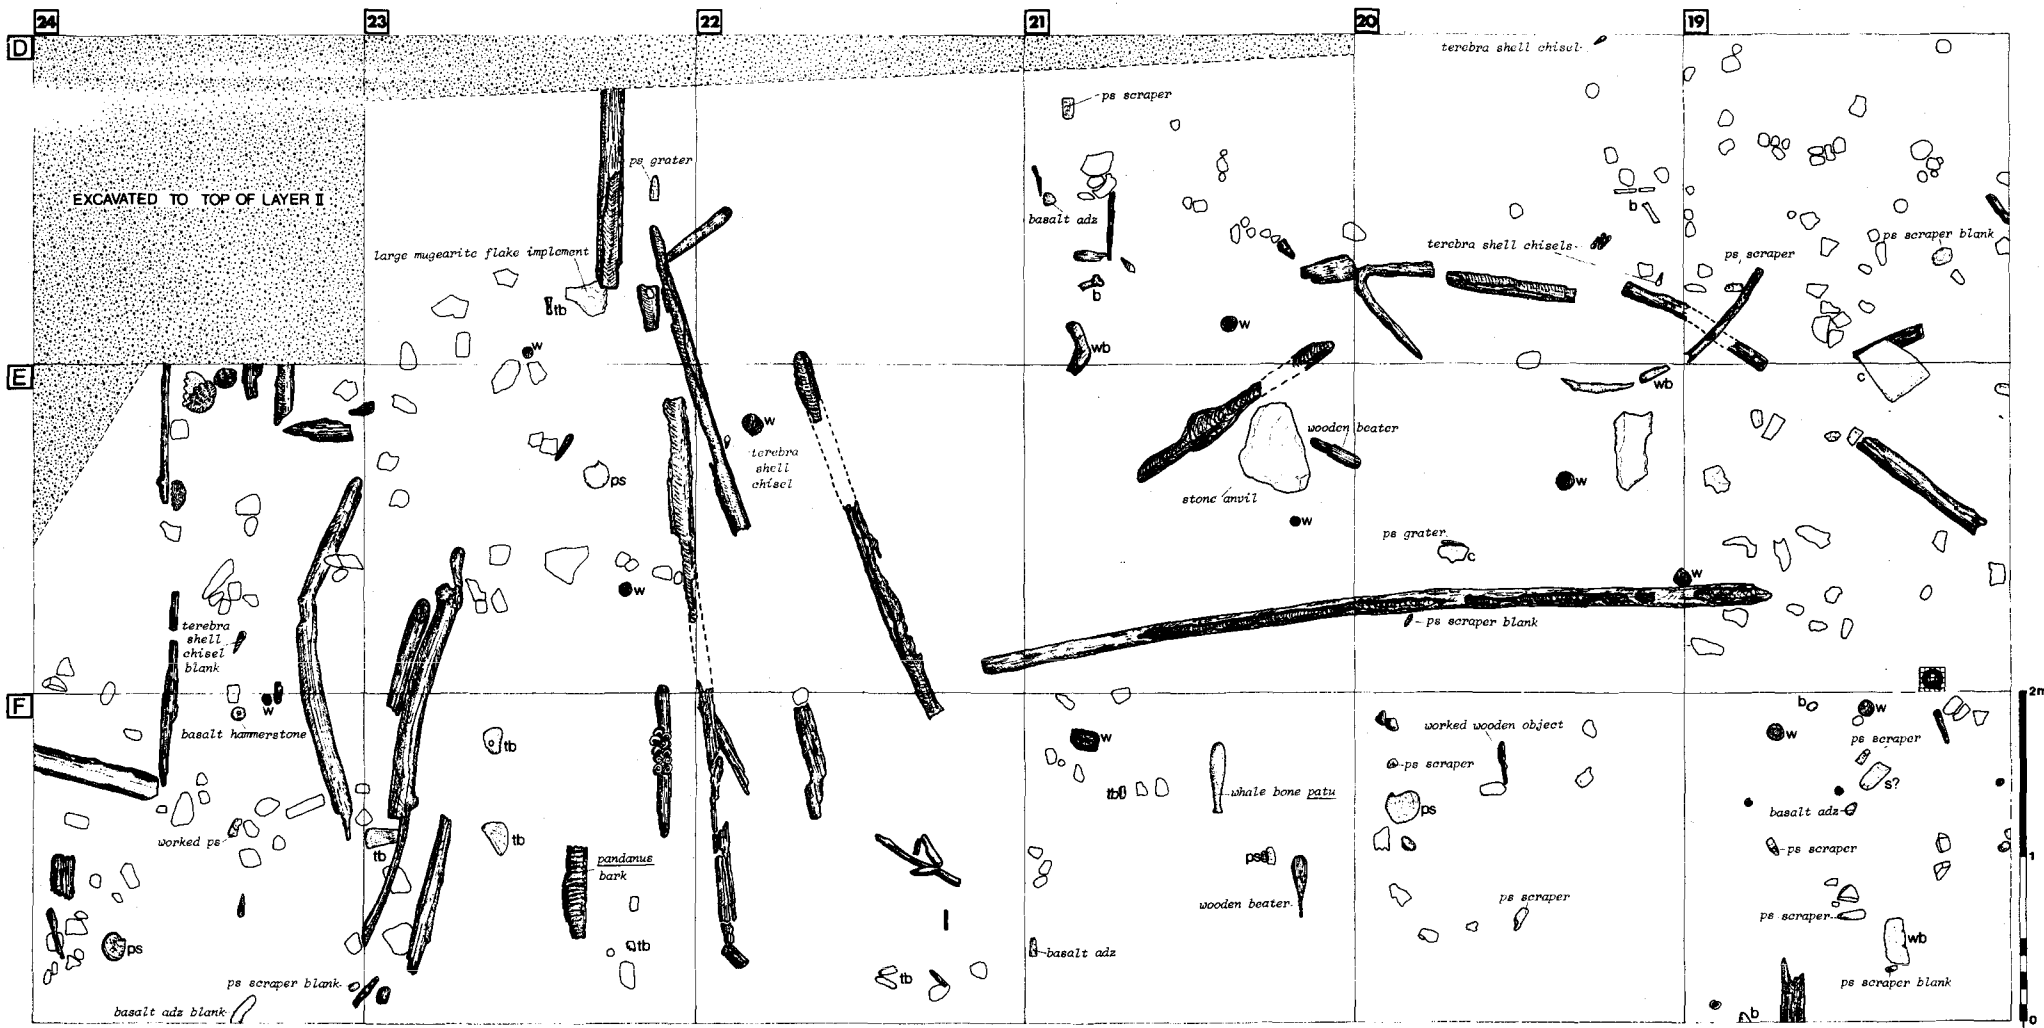 24 23 22 21 20 19
D
terebra shell chisel
ps scraper
ps grater
EXCAVATED TO TOP OF LAYER II
basalt adz
b
large mugearite flake implement
terebra shell chisels
ps scraper
ps scraper blank
b
tb
w
w
wb
E
wb
c
w
terebra
shell
chisel
wooden beater
ps
stone anvil
w
w
ps grater
c
w
w
terebra
shell
chisel
blank
ps scraper blank
F
w
basalt hammerstone
tb
w
worked wooden object
b
w
w
ps scraper
ps scraper
s?
tb
whale bone patu
ps
basalt adz
worked ps
tb
tb
ps scraper
pandanus
bark
ps
wooden beater
ps scraper
ps scraper
ps
tb
basalt adz
wb
tb
ps scraper blank
ps scraper blank
basalt adz blank
b
2m
1
0